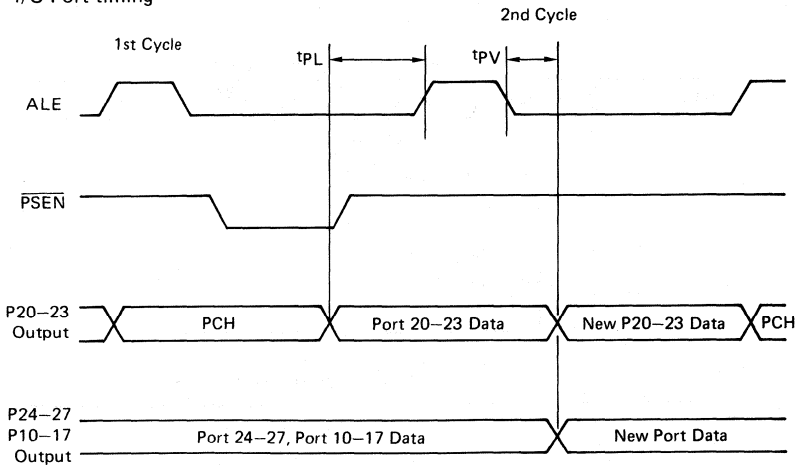 I/O Port timing
2nd Cycle
1st Cycle
tPL
tPV
ALE
PSEN
P20–23
Output
PCH
Port 20–23 Data
New P20–23 Data
PCH
P24–27
P10–17
Output
Port 24–27, Port 10–17 Data
New Port Data